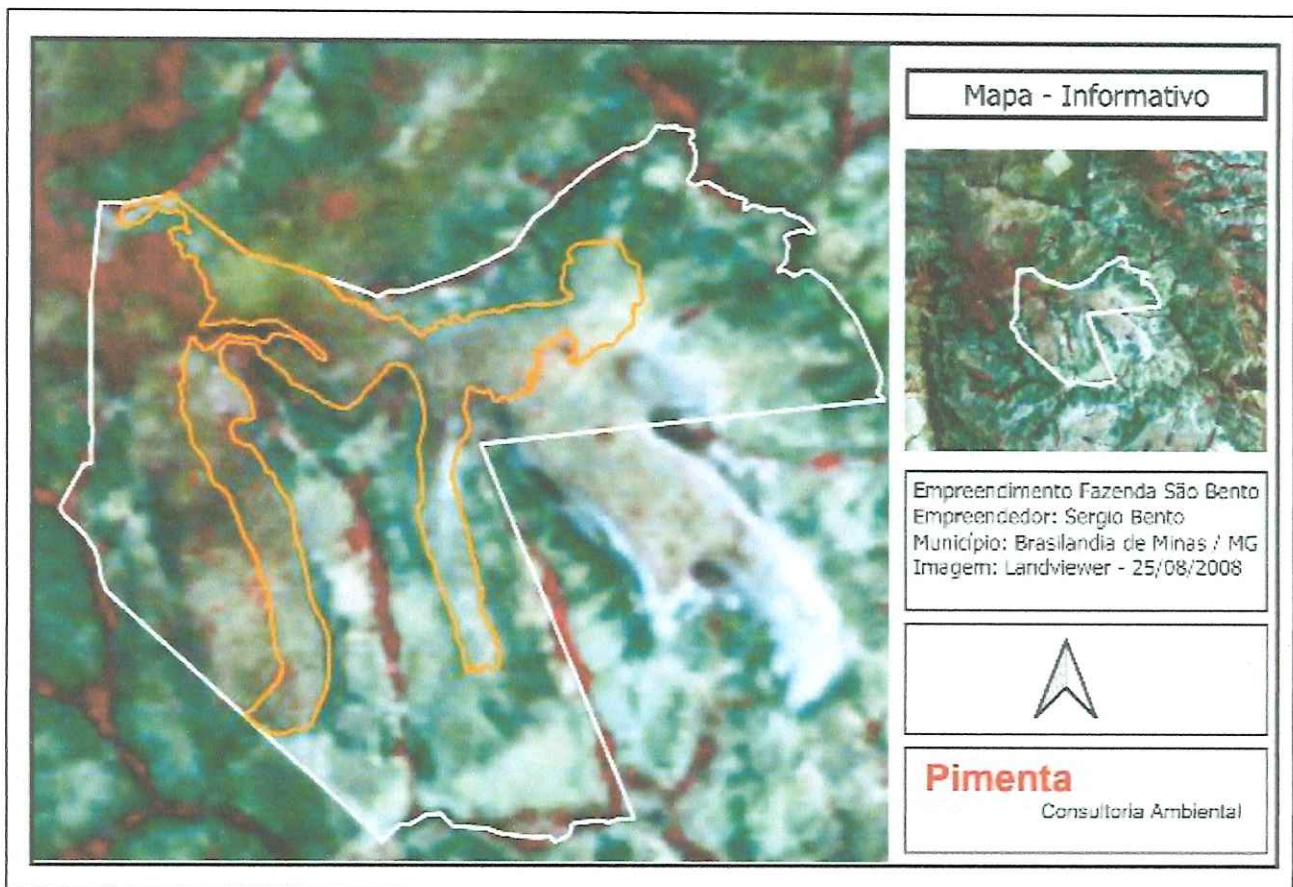 Mapa - Informativo
Empreendimento Fazenda São Bento
Empreendedor: Sergio Bento
Município: Brasilandia de Minas / MG
Imagem: Landviewer - 25/08/2008
Pimenta
Consultoria Ambiental